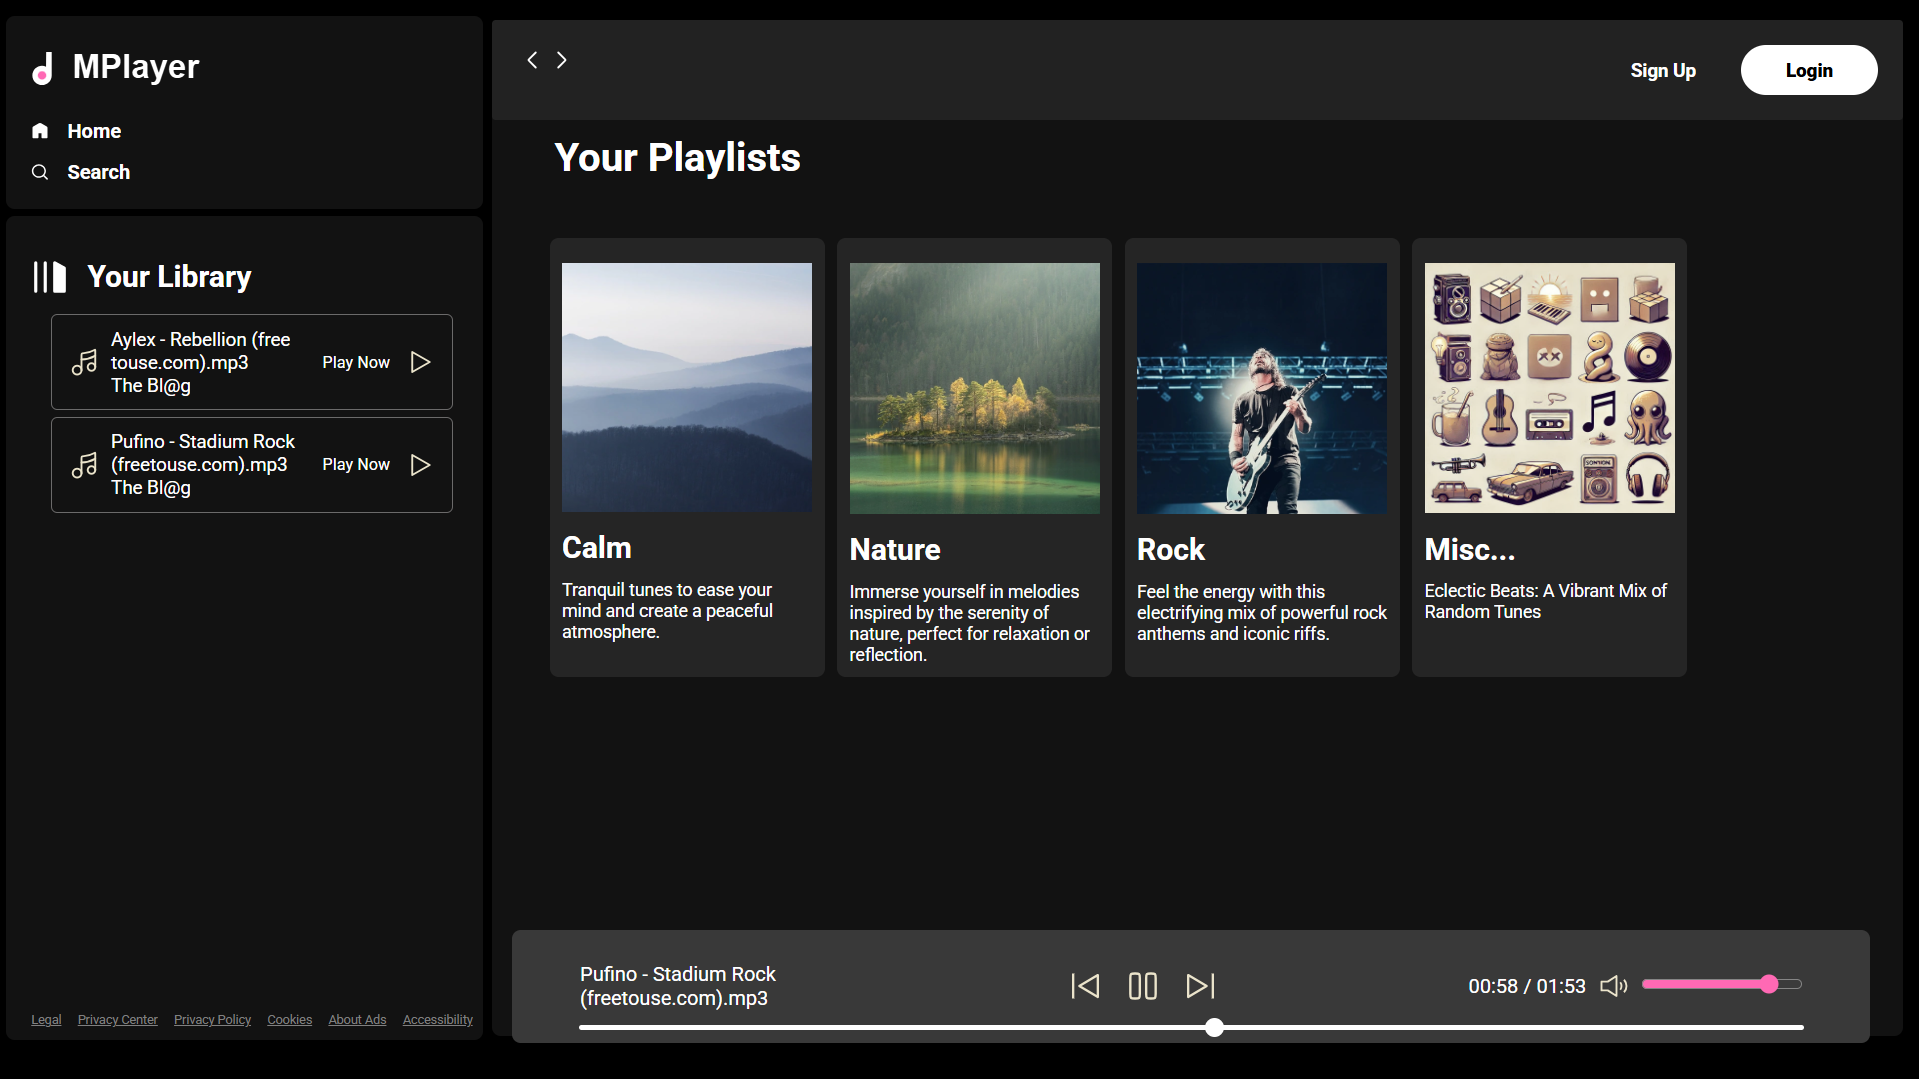 MPlayer
Home
Search
Your Library
Aylex - Rebellion (free
touse.com).mp3
The Bl@g
Play Now
Pufino - Stadium Rock
(freetouse.com).mp3
The Bl@g
Play Now
Legal Privacy Center Privacy Policy Cookies About Ads Accessibility
Sign Up
Login
Your Playlists
Calm
Tranquil tunes to ease your
mind and create a peaceful
atmosphere.
Nature
Immerse yourself in melodies
inspired by the serenity of
nature, perfect for relaxation or
reflection.
Rock
Feel the energy with this
electrifying mix of powerful rock
anthems and iconic riffs.
Misc...
Eclectic Beats: A Vibrant Mix of
Random Tunes
Pufino - Stadium Rock
(freetouse.com).mp3
00:58 / 01:53